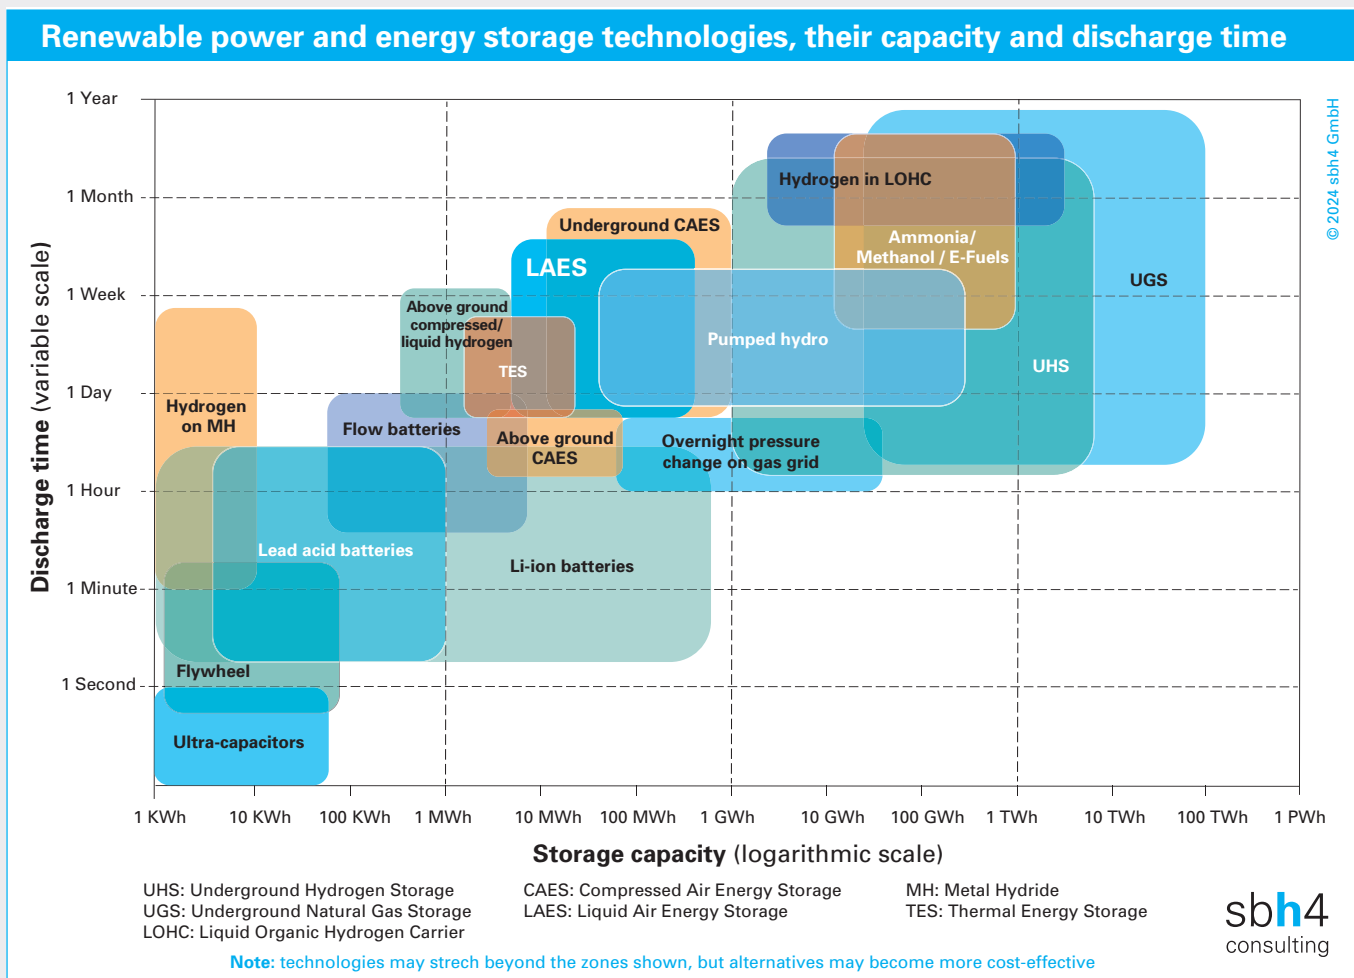 Renewable power and energy storage technologies, their capacity and discharge time
© 2024 sbh4 GmbH
Discharge time (variable scale)
1 Year
1 Month
1 Week
1 Day
1 Hour
1 Minute
1 Second
Hydrogen in LOHC
Underground CAES
Ammonia/
Methanol / E-Fuels
LAES
UGS
Above ground
compressed/
liquid hydrogen
Pumped hydro
UHS
TES
Hydrogen
on MH
Flow batteries
Above ground
CAES
Overnight pressure
change on gas grid
Lead acid batteries
Li-ion batteries
Flywheel
Ultra-capacitors
1 KWh
10 KWh
100 KWh
1 MWh
10 MWh
100 MWh
1 GWh
10 GWh
100 GWh
1 TWh
10 TWh
100 TWh
1 PWh
Storage capacity (logarithmic scale)
UHS: Underground Hydrogen Storage
UGS: Underground Natural Gas Storage
LOHC: Liquid Organic Hydrogen Carrier
CAES: Compressed Air Energy Storage
LAES: Liquid Air Energy Storage
MH: Metal Hydride
TES: Thermal Energy Storage
sbh4
consulting
Note: technologies may strech beyond the zones shown, but alternatives may become more cost-effective